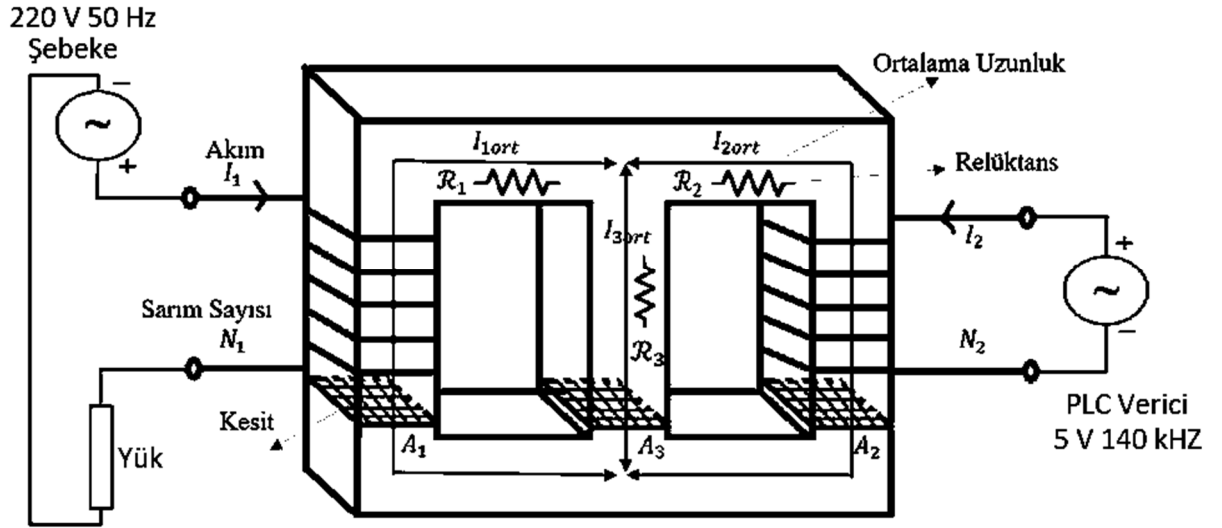 220 V 50 Hz
Şebeke
Ortalama Uzunluk
Akım
I₁
I₁ort
I₂ort
ℛ₁
ℛ₂
Relüktans
I₃ort
I₂
Sarım Sayısı
N₁
ℛ₃
N₂
Kesit
A₁
A₃
A₂
Yük
PLC Verici
5 V 140 kHZ